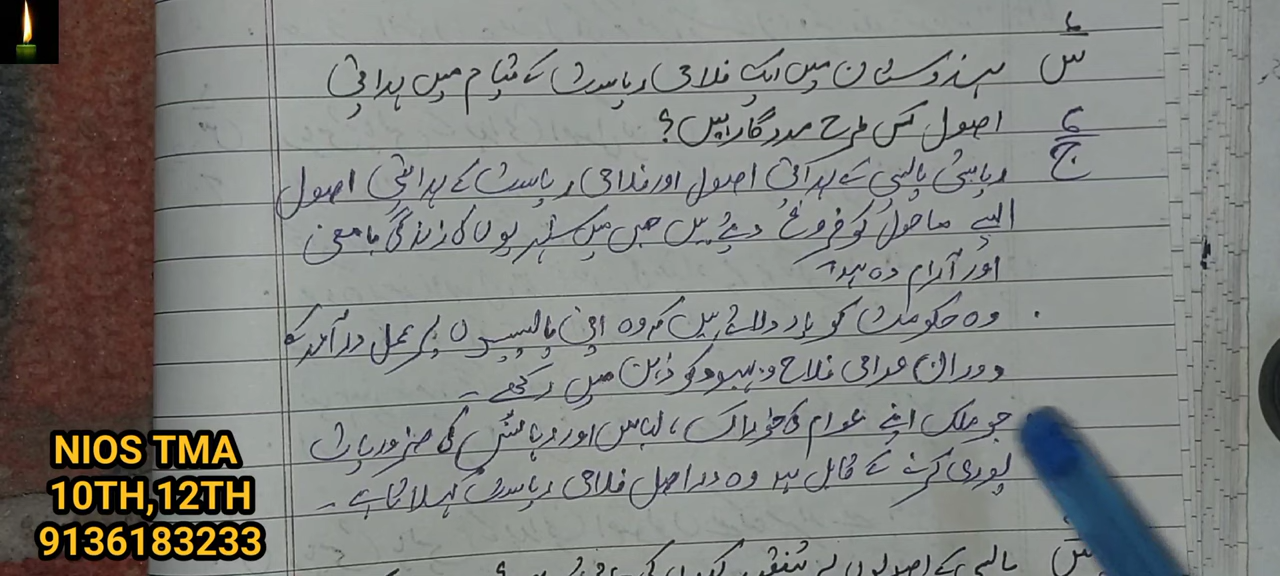 س ہندوستان میں ایک فلاحی ریاست کے قیام میں ہدایتی
اصول کس طرح مددگار ہیں؟
ج ریاستی پالیسی کے ہدایتی اصول اور فلاحی ریاست کے ہدایتی اصول
ایسے ماحول کو فروغ دیتے ہیں جس میں شہریوں کی زندگی بامعنی
اور آرام دہ ہو۔
. وہ حکومت کو یاد دلاتے ہیں کہ وہ اپنی پالیسیوں پر عمل درآمد کے
دوران عوامی فلاح و بہبود کو ذہن میں رکھے ۔
جو ملک اپنے عوام کی خوراک، لباس اور رہائش کی ضروریات
پوری کرنے کے قابل ہو وہ دراصل فلاحی ریاست کہلاتا ہے ۔
س پالیسی کے اصولوں
NIOS TMA
10TH,12TH
9136183233